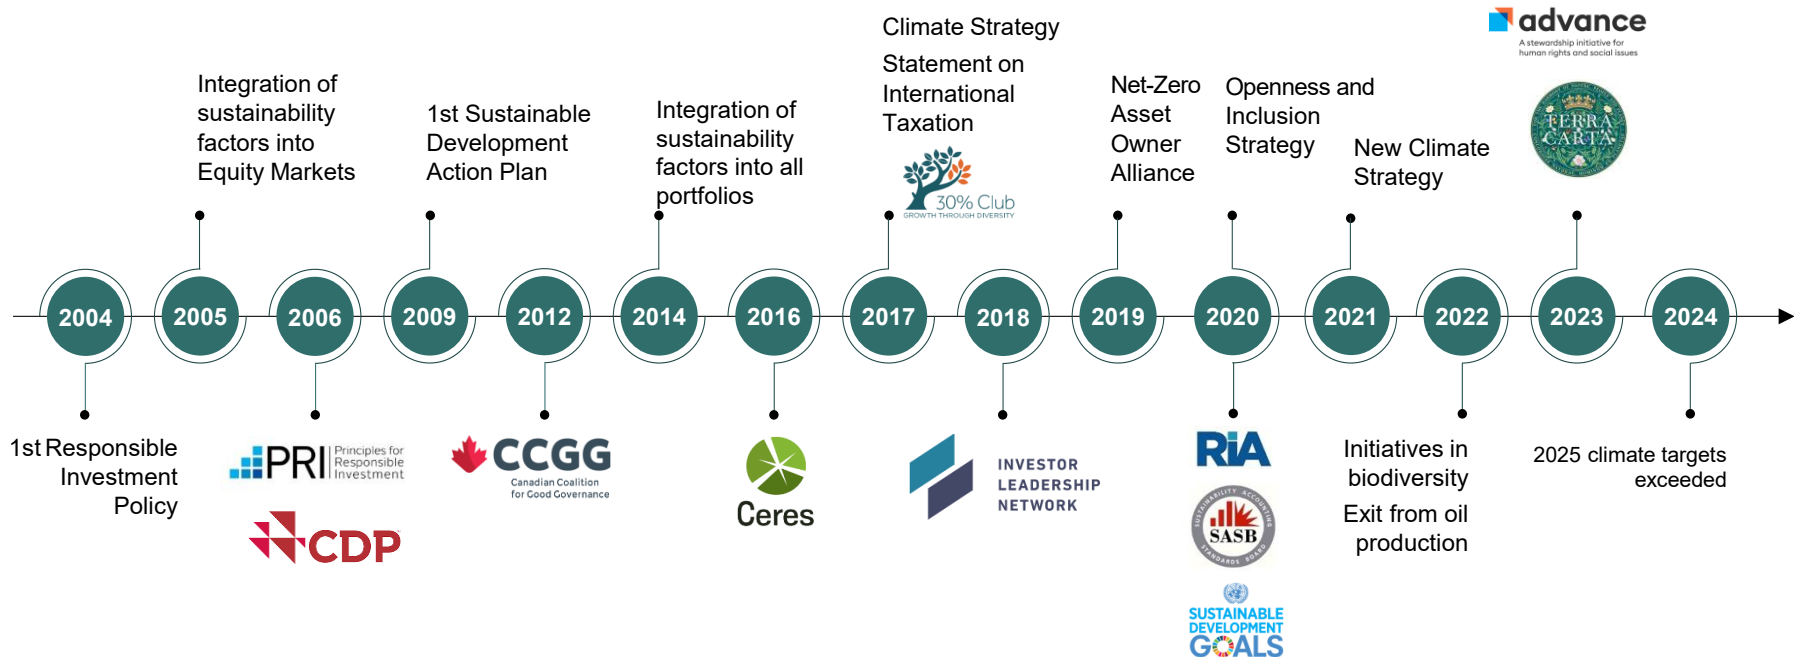 Integration of
sustainability
factors into
Equity Markets
1st Sustainable
Development
Action Plan
Integration of
sustainability
factors into all
portfolios
Climate Strategy
Statement on
International
Taxation
30% Club
GROWTH THROUGH DIVERSITY
Net-Zero
Asset
Owner
Alliance
Openness and
Inclusion
Strategy
New Climate
Strategy
advance
A stewardship initiative for
human rights and social issues
TERRA
CARTA
2004
2005
2006
2009
2012
2014
2016
2017
2018
2019
2020
2021
2022
2023
2024
1st Responsible
Investment
Policy
PRI
Principles for
Responsible
Investment
CDP
CCGG
Canadian Coalition
for Good Governance
Ceres
INVESTOR
LEADERSHIP
NETWORK
RiA
SUSTAINABILITY ACCOUNTING
SASB
STANDARDS BOARD
SUSTAINABLE
DEVELOPMENT
GOALS
Initiatives in
biodiversity
Exit from oil
production
2025 climate targets
exceeded